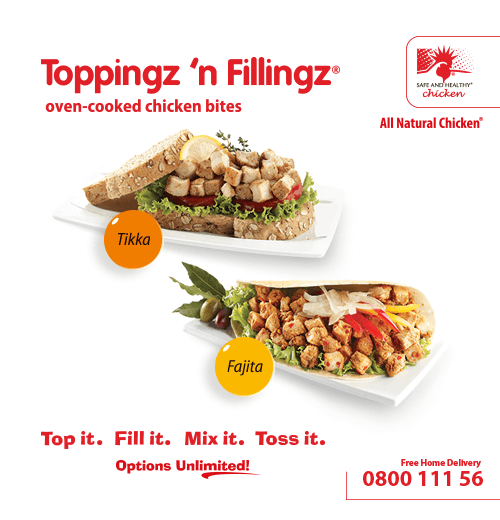 Toppingz 'n Fillingz®
oven-cooked chicken bites
SAFE AND HEALTHY®
chicken
All Natural Chicken®
Tikka
Fajita
Top it. Fill it. Mix it. Toss it.
Options Unlimited!
Free Home Delivery
0800 111 56